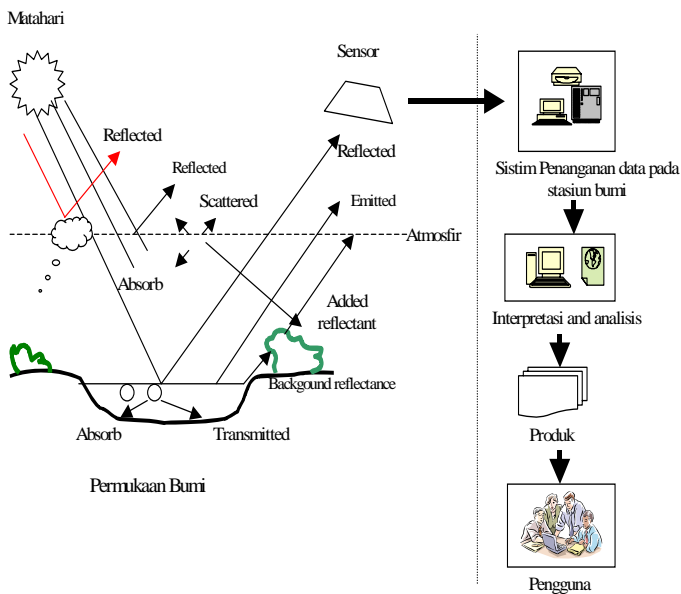 Matahari
Sensor
Reflected
Reflected
Reflected
Scattered
Emitted
Atmosfir
Absorb
Added
reflectant
Backgound reflectance
Absorb
Transmitted
Permukaan Bumi
Sistim Penanganan data pada
stasiun bumi
Interpretasi and analisis
Produk
Pengguna